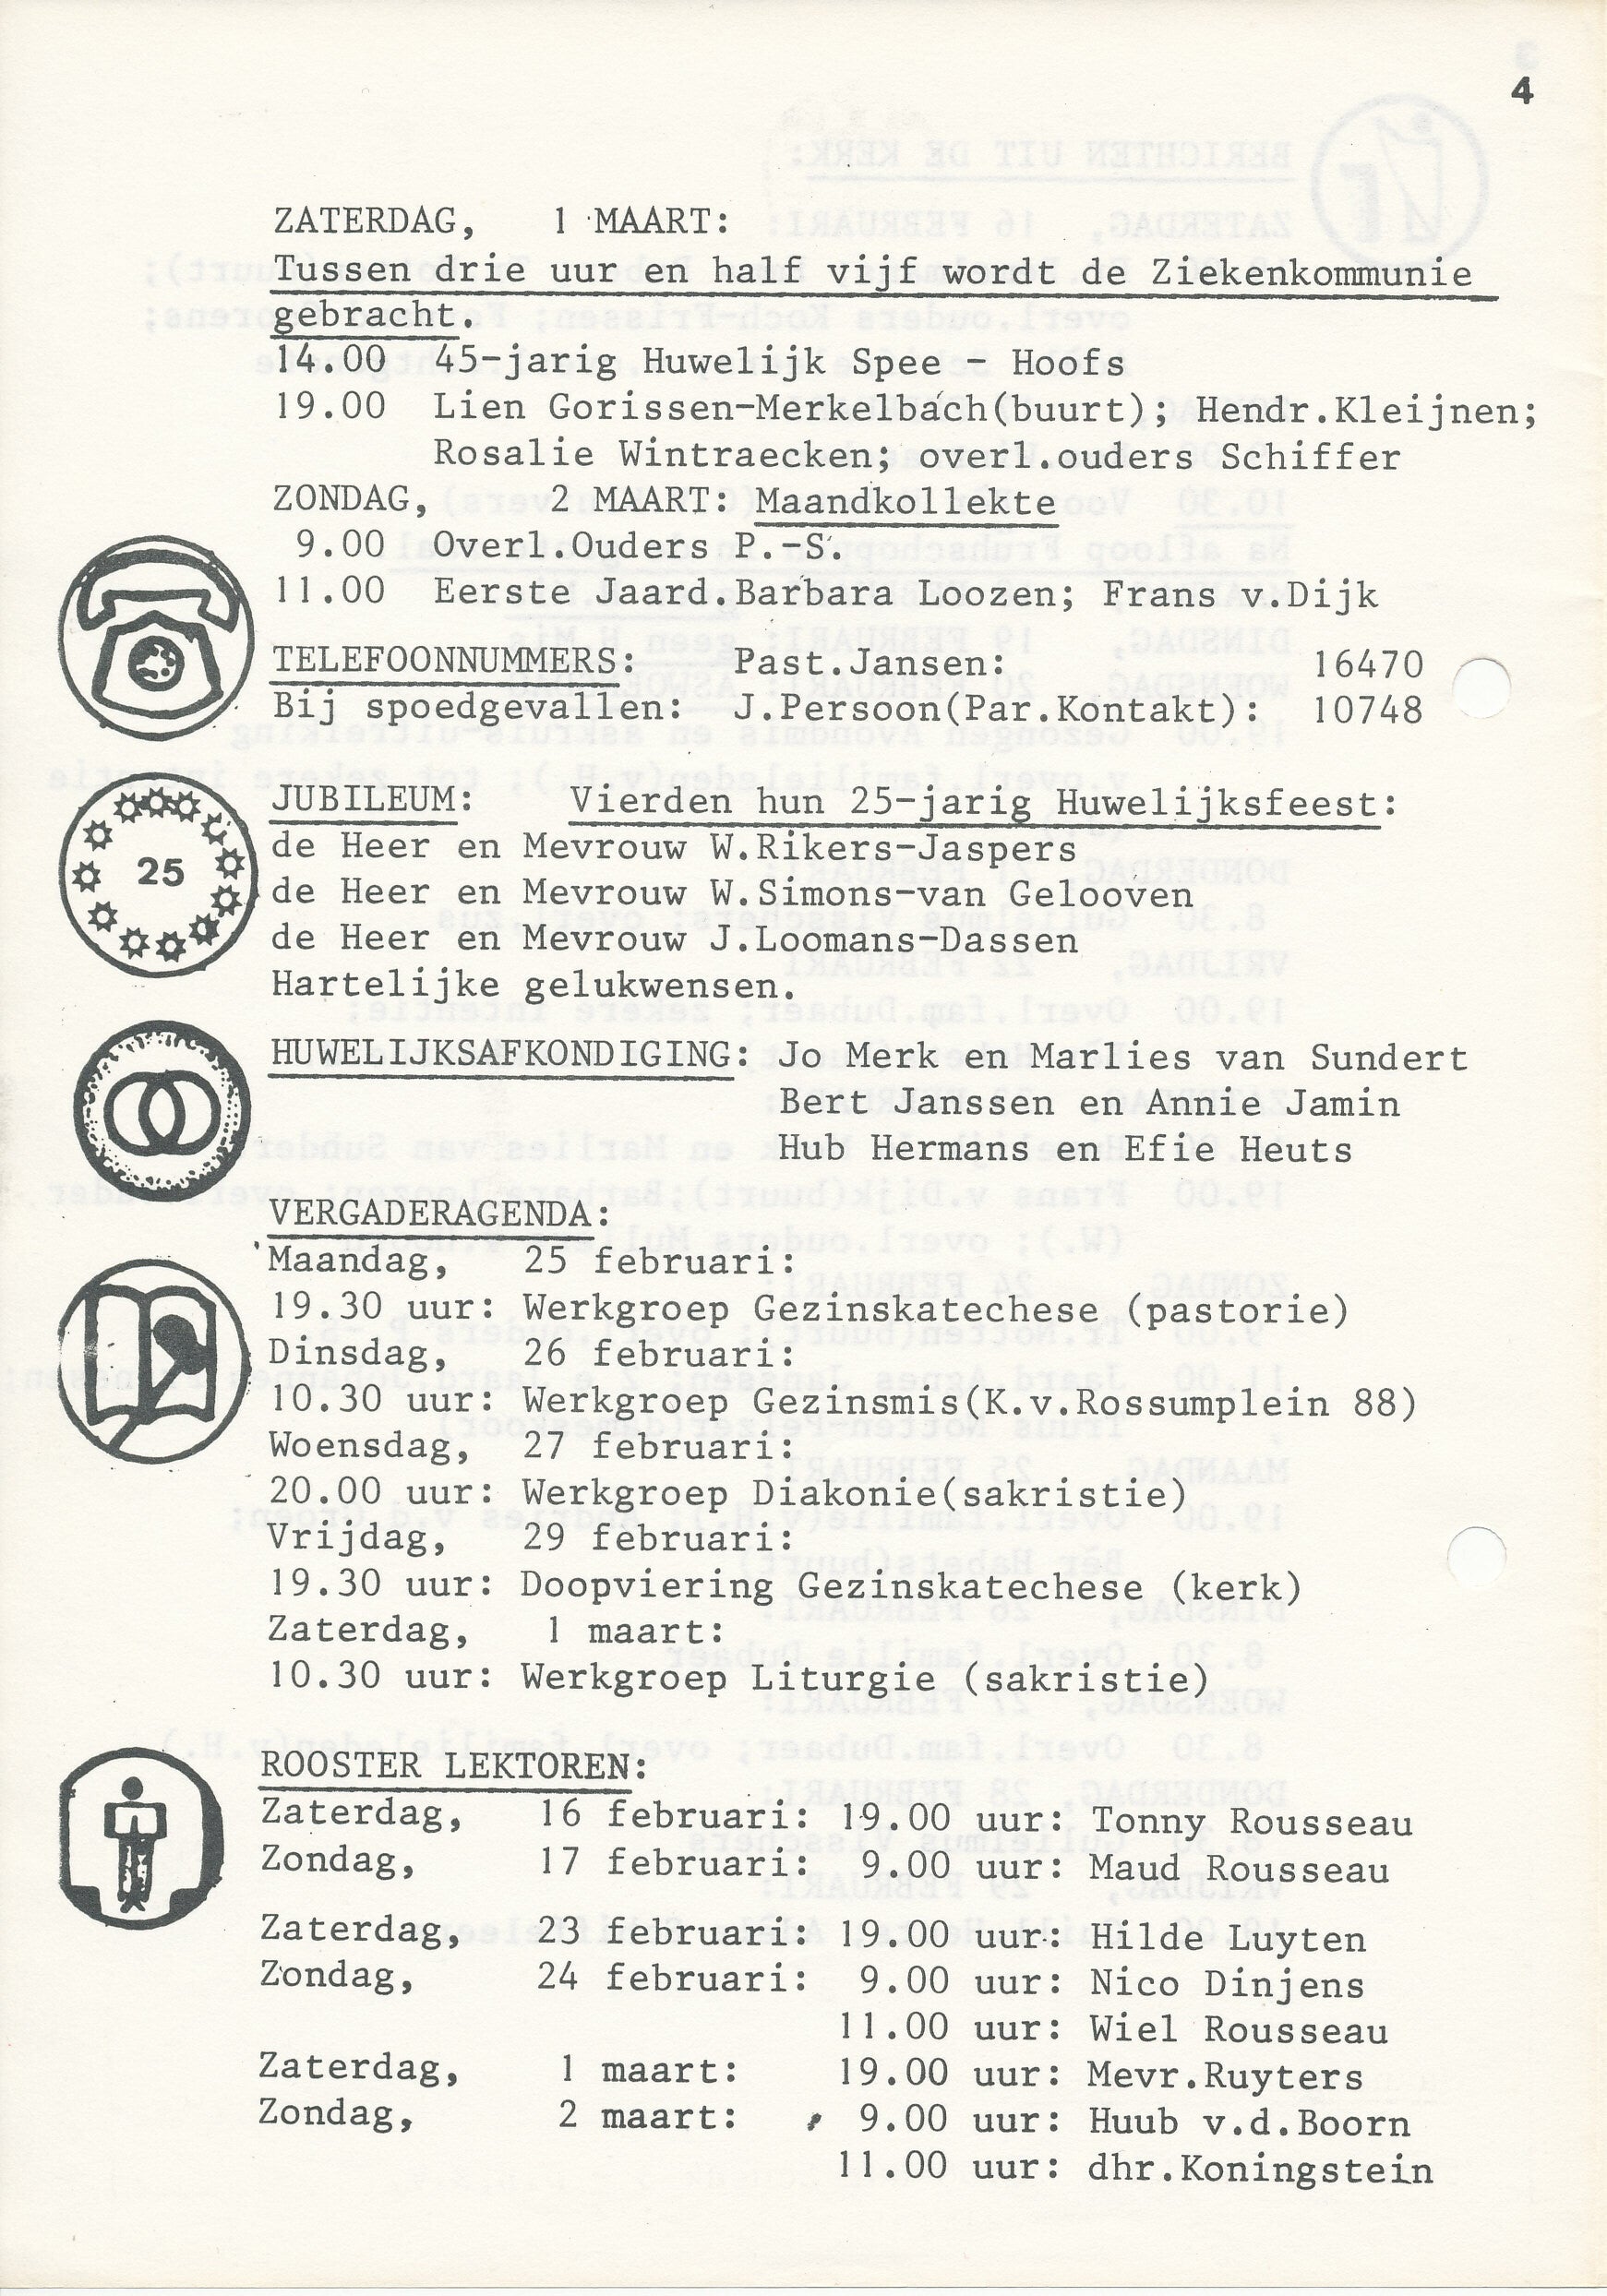 4
ZATERDAG, 1 MAART:
Tussen drie uur en half vijf wordt de Ziekenkommunie
gebracht.
14.00 45-jarig Huwelijk Spee - Hoofs
19.00 Lien Gorissen-Merkelbach(buurt); Hendr.Kleijnen;
Rosalie Wintraecken; overl.ouders Schiffer
ZONDAG, 2 MAART: Maandkollekte
9.00 Overl.Ouders P.-S.
11.00 Eerste Jaard.Barbara Loozen; Frans v.Dijk
TELEFOONNUMMERS: Past.Jansen: 16470
Bij spoedgevallen: J.Persoon(Par.Kontakt): 10748
JUBILEUM: Vierden hun 25-jarig Huwelijksfeest:
25
de Heer en Mevrouw W.Rikers-Jaspers
de Heer en Mevrouw W.Simons-van Gelooven
de Heer en Mevrouw J.Loomans-Dassen
Hartelijke gelukwensen.
HUWELIJKSAFKONDIGING: Jo Merk en Marlies van Sundert
Bert Janssen en Annie Jamin
Hub Hermans en Efie Heuts
VERGADERAGENDA:
Maandag, 25 februari:
19.30 uur: Werkgroep Gezinskatechese (pastorie)
Dinsdag, 26 februari:
10.30 uur: Werkgroep Gezinsmis(K.v.Rossumplein 88)
Woensdag, 27 februari:
20.00 uur: Werkgroep Diakonie(sakristie)
Vrijdag, 29 februari:
19.30 uur: Doopviering Gezinskatechese (kerk)
Zaterdag, 1 maart:
10.30 uur: Werkgroep Liturgie (sakristie)
ROOSTER LEKTOREN:
Zaterdag, 16 februari: 19.00 uur: Tonny Rousseau
Zondag, 17 februari: 9.00 uur: Maud Rousseau
Zaterdag, 23 februari: 19.00 uur: Hilde Luyten
Zondag, 24 februari: 9.00 uur: Nico Dinjens
11.00 uur: Wiel Rousseau
Zaterdag, 1 maart: 19.00 uur: Mevr.Ruyters
Zondag, 2 maart: 9.00 uur: Huub v.d.Boorn
11.00 uur: dhr.Koningstein